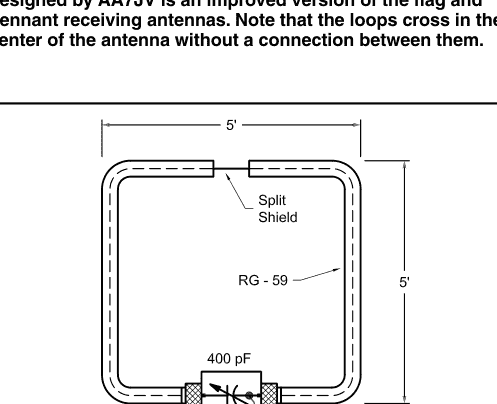 designed by AA7JV is an improved version of the flag and
pennant receiving antennas. Note that the loops cross in the
center of the antenna without a connection between them.
5'
Split
Shield
RG - 59
5'
400 pF